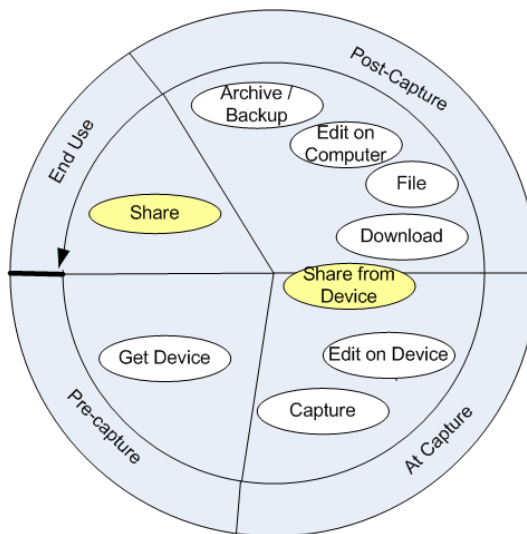 Post-Capture
Archive /
Backup
Edit on
Computer
File
End Use
Share
Download
Share from
Device
Get Device
Edit on Device
Capture
Pre-capture
At Capture